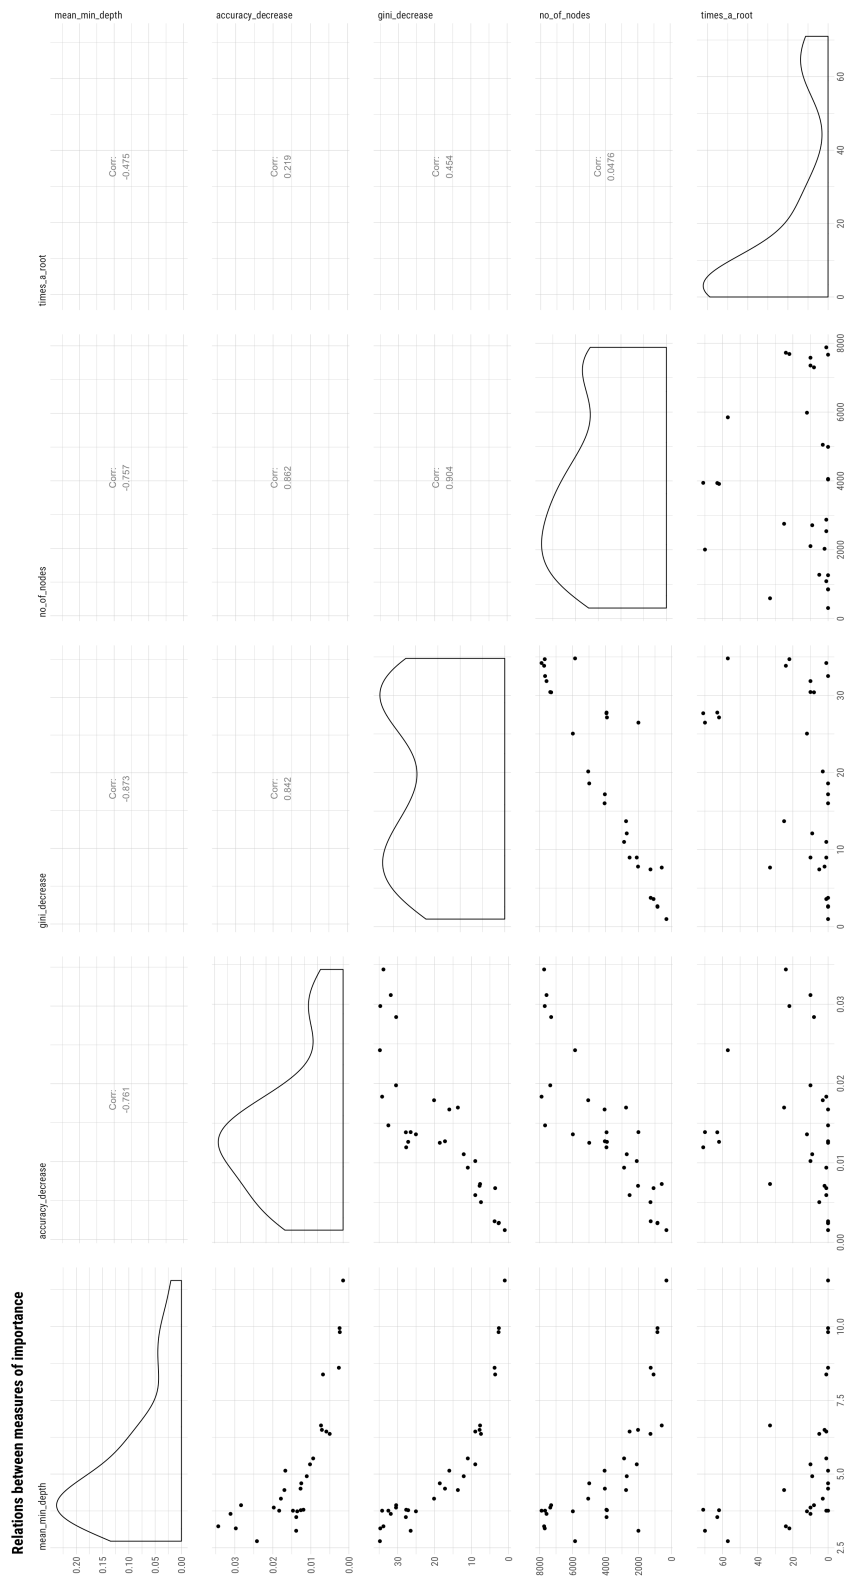 Relations between measures of importance
mean_min_depth
accuracy_decrease
gini_decrease
no_of_nodes
times_a_root
0.20
0.15
0.10
0.05
0.00
Corr:
-0.761
Corr:
-0.873
Corr:
-0.757
Corr:
-0.475
mean_min_depth
0.03
0.02
0.01
0.00
Corr:
0.842
Corr:
0.862
Corr:
0.219
accuracy_decrease
30
20
10
0
Corr:
0.904
Corr:
0.454
gini_decrease
8000
6000
4000
2000
0
Corr:
0.0476
no_of_nodes
60
40
20
0
times_a_root
2.5 5.0 7.5 10.0
0.00 0.01 0.02 0.03
0 10 20 30
0 2000 4000 6000 8000
0 20 40 60